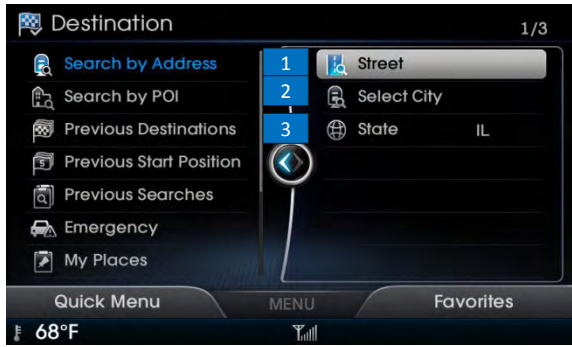 Destination 1/3
Search by Address 1 Street
Search by POI 2 Select City
Previous Destinations 3 State IL
Previous Start Position
Previous Searches
Emergency
My Places
Quick Menu MENU Favorites
68°F